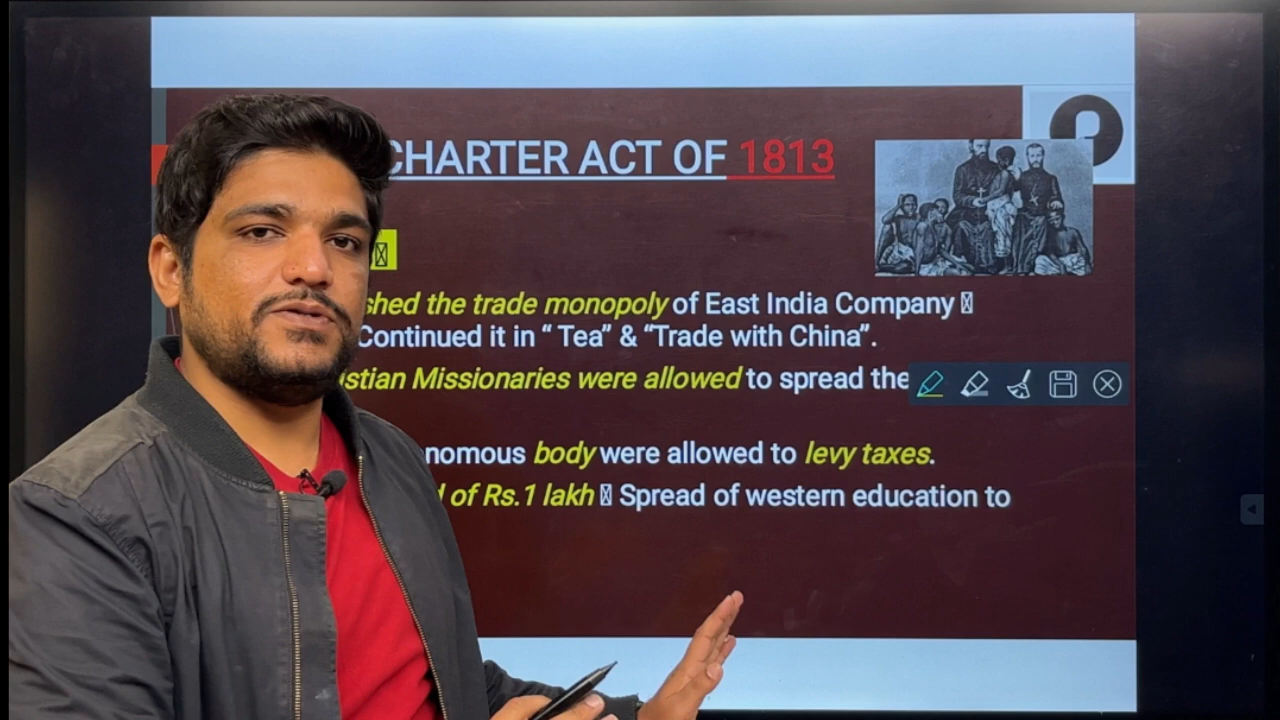 CHARTER ACT OF 1813
shed the trade monopoly of East India Company
Continued it in “ Tea” & “Trade with China”.
stian Missionaries were allowed to spread the
nomous body were allowed to levy taxes.
of Rs.1 lakh Spread of western education to